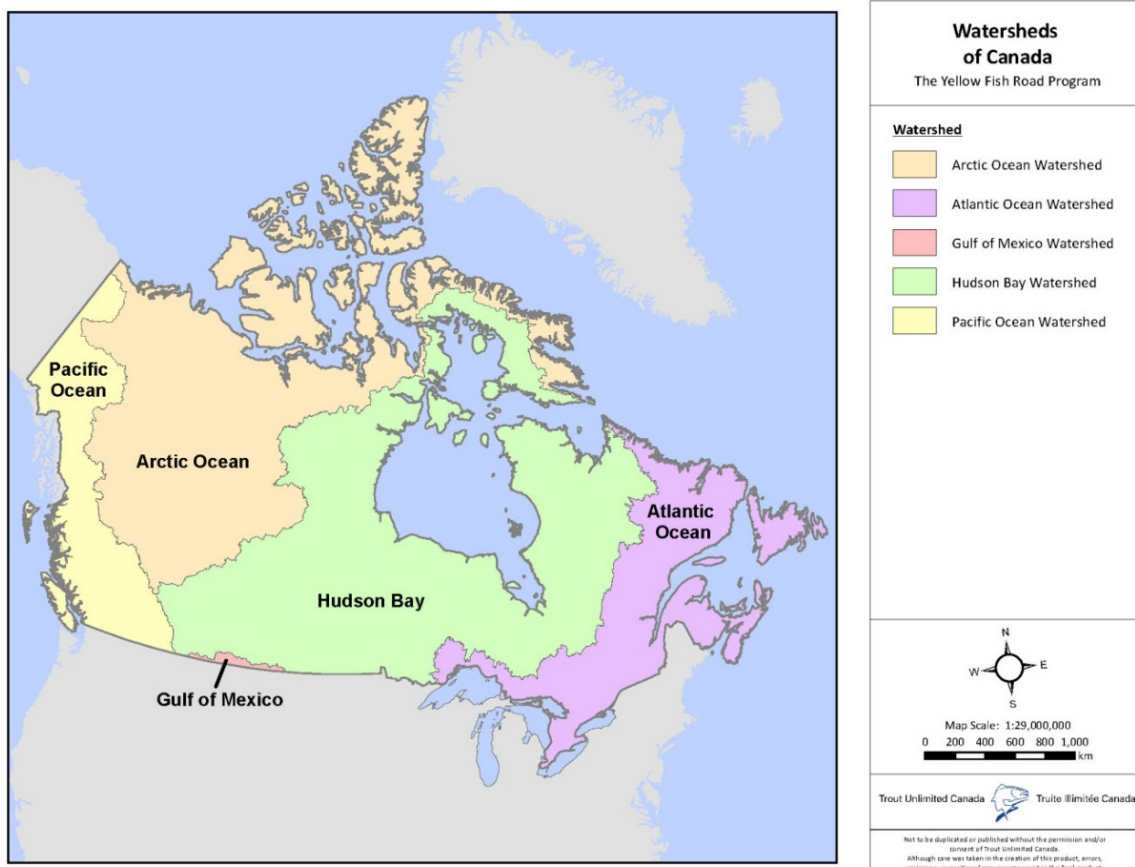 Watersheds
of Canada
The Yellow Fish Road Program
Watershed
Arctic Ocean Watershed
Atlantic Ocean Watershed
Gulf of Mexico Watershed
Hudson Bay Watershed
Pacific Ocean Watershed
Pacific
Ocean
Arctic Ocean
Hudson Bay
Atlantic
Ocean
Gulf of Mexico
N
W E
S
Map Scale: 1:29,000,000
0 200 400 600 800 1,000
km
Trout Unlimited Canada Truite Illimitée Canada
Not to be duplicated or published without the permission and/or
consent of Trout Unlimited Canada.
Although care was taken in the creation of this product, errors,